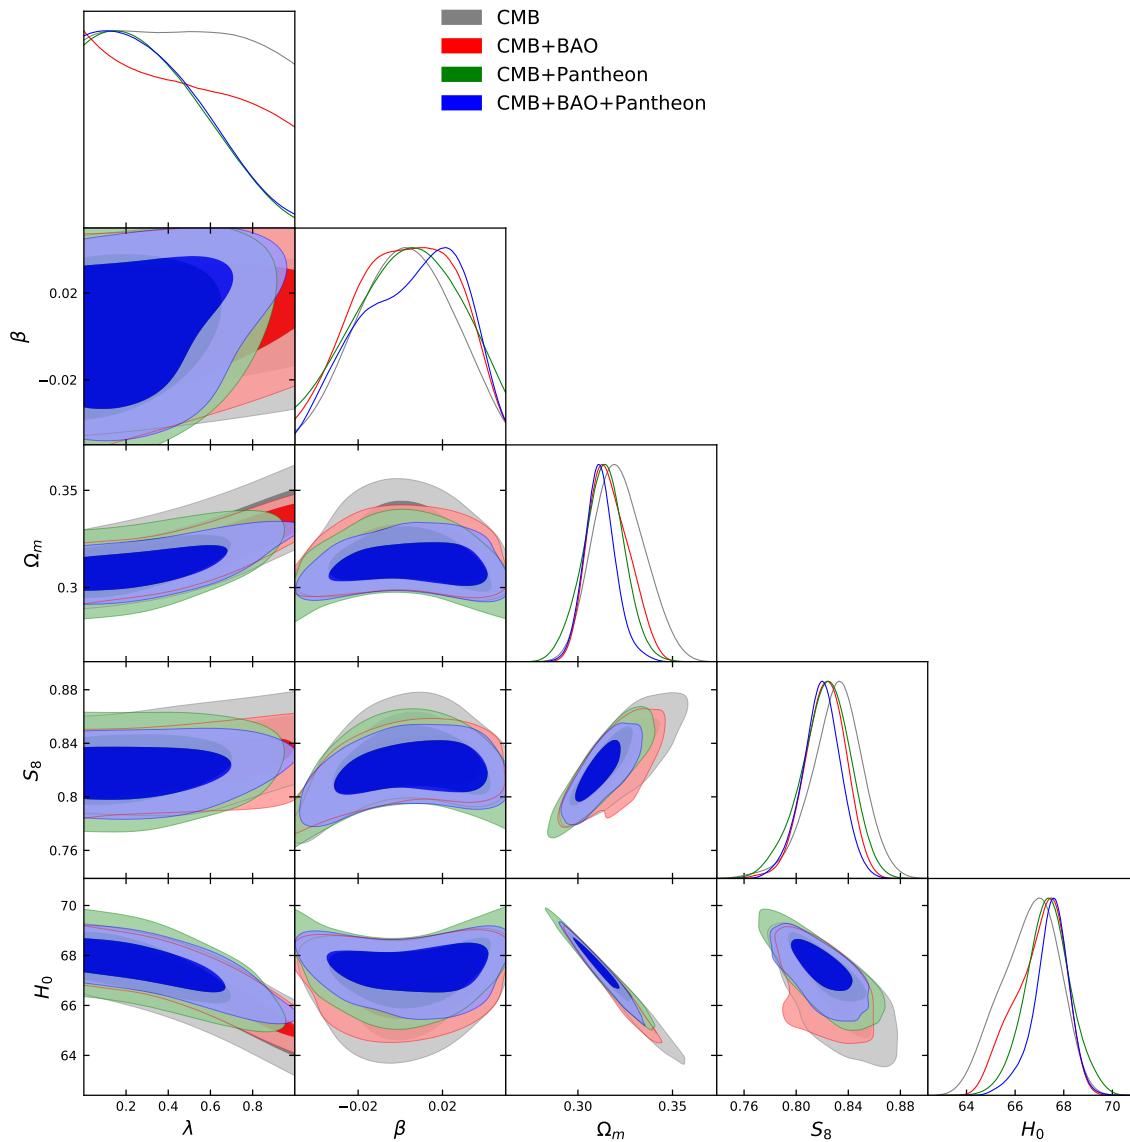 CMB
CMB+BAO
CMB+Pantheon
CMB+BAO+Pantheon
0.02
−0.02
β
0.35
0.3
Ωm
0.88
0.84
0.8
0.76
S8
70
68
66
64
H0
0.2 0.4 0.6 0.8
−0.02 0.02
0.30 0.35
0.76 0.80 0.84 0.88
64 66 68 70
λ β Ωm S8 H0